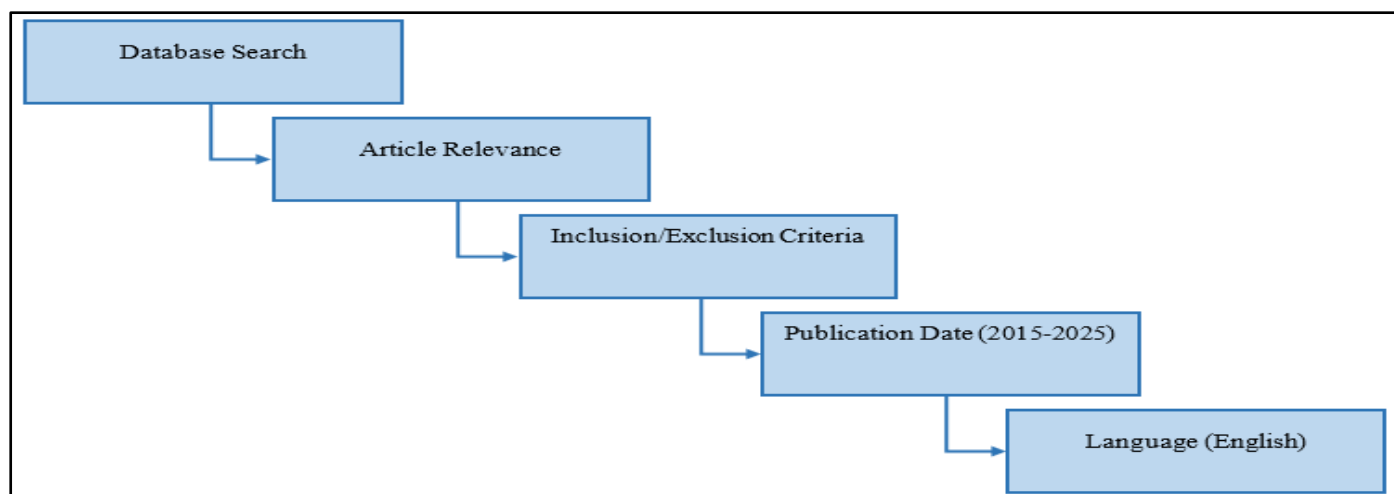 Database Search
Article Relevance
Inclusion/Exclusion Criteria
Publication Date (2015-2025)
Language (English)